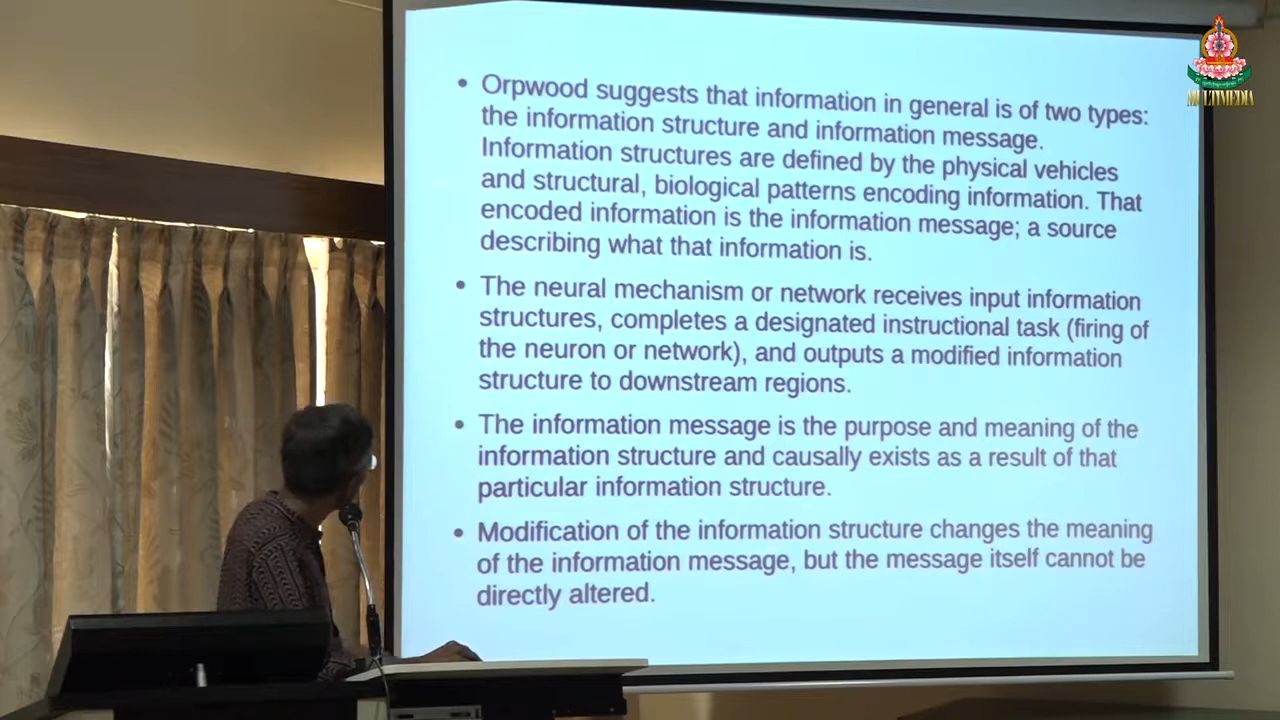 MULTIMEDIA
• Orpwood suggests that information in general is of two types:
the information structure and information message.
Information structures are defined by the physical vehicles
and structural, biological patterns encoding information. That
encoded information is the information message; a source
describing what that information is.
• The neural mechanism or network receives input information
structures, completes a designated instructional task (firing of
the neuron or network), and outputs a modified information
structure to downstream regions.
• The information message is the purpose and meaning of the
information structure and causally exists as a result of that
particular information structure.
• Modification of the information structure changes the meaning
of the information message, but the message itself cannot be
directly altered.